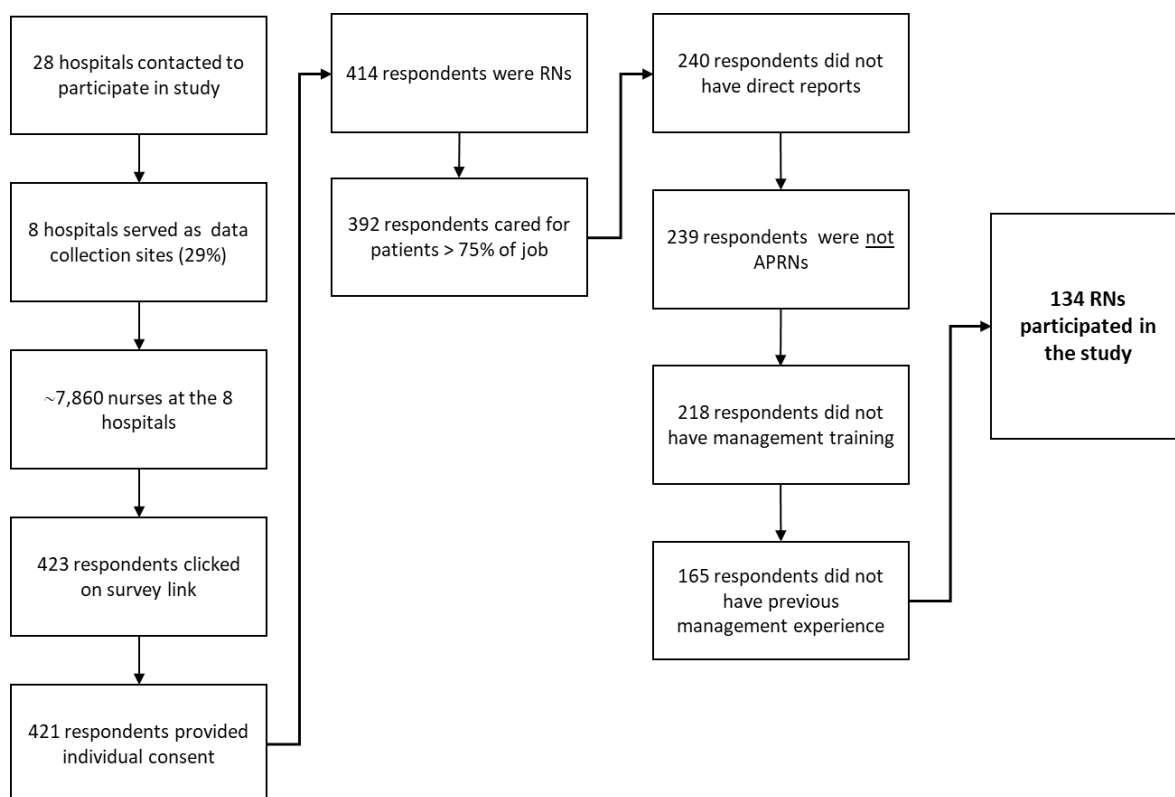 28 hospitals contacted to
participate in study
8 hospitals served as data
collection sites (29%)
~7,860 nurses at the 8
hospitals
423 respondents clicked
on survey link
421 respondents provided
individual consent
414 respondents were RNs
392 respondents cared for
patients > 75% of job
240 respondents did not
have direct reports
239 respondents were not
APRNs
218 respondents did not
have management training
165 respondents did not
have previous
management experience
134 RNs
participated in
the study